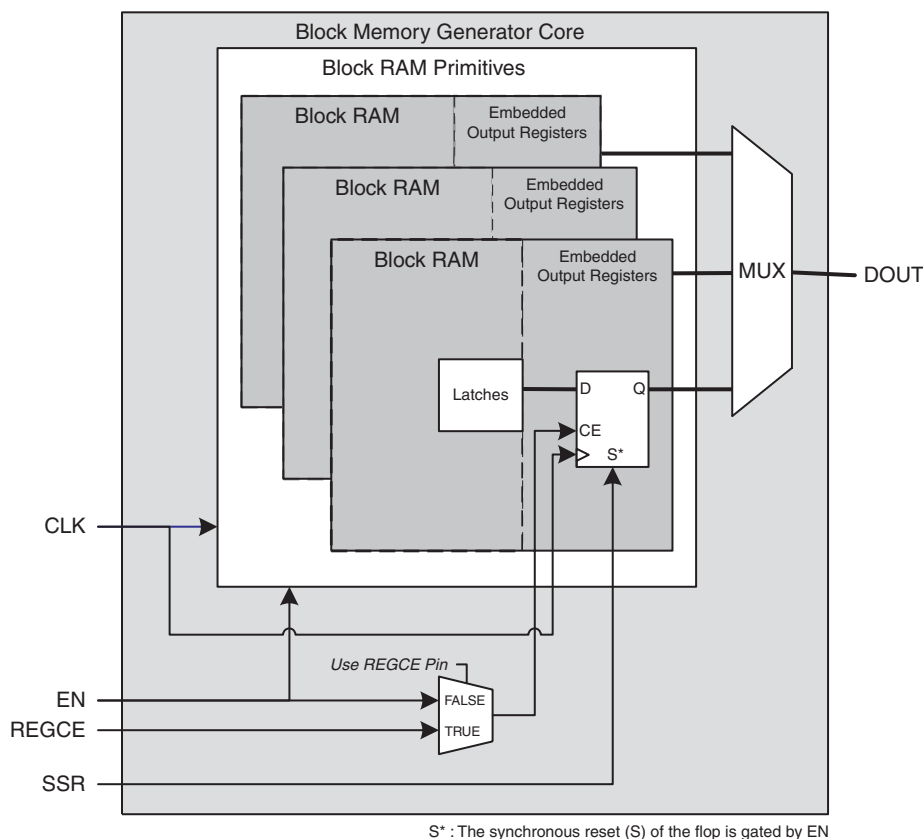 Block Memory Generator Core
Block RAM Primitives
Block RAM
Embedded
Output Registers
Block RAM
Embedded
Output Registers
Block RAM
Embedded
Output Registers
MUX
DOUT
Latches
D
Q
CE
S*
CLK
Use REGCE Pin
EN
FALSE
REGCE
TRUE
SSR
S* : The synchronous reset (S) of the flop is gated by EN